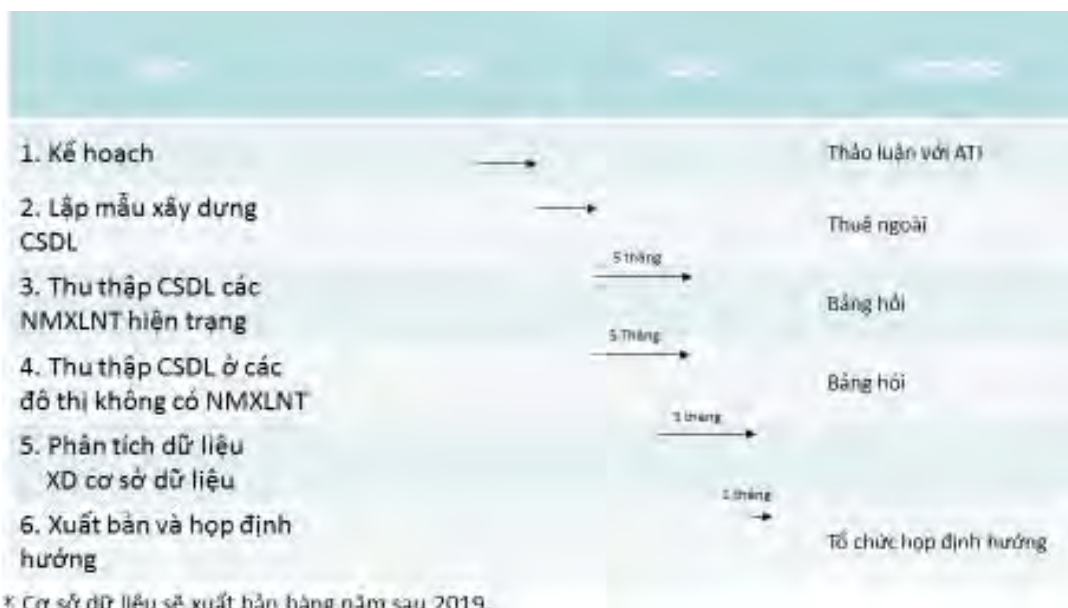 1. Kế hoạch
Thảo luận với ATI
2. Lập mẫu xây dựng
CSDL
Thuê ngoài
5 tháng
3. Thu thập CSDL các
NMXLNT hiện trạng
Bảng hỏi
5 Tháng
4. Thu thập CSDL ở các
đô thị không có NMXLNT
Bảng hỏi
tháng
5. Phân tích dữ liệu
XD cơ sở dữ liệu
1 tháng
6. Xuất bản và họp định
hướng
Tổ chức họp định hướng
* Cơ sở dữ liệu sẽ xuất bản hàng năm sau 2019